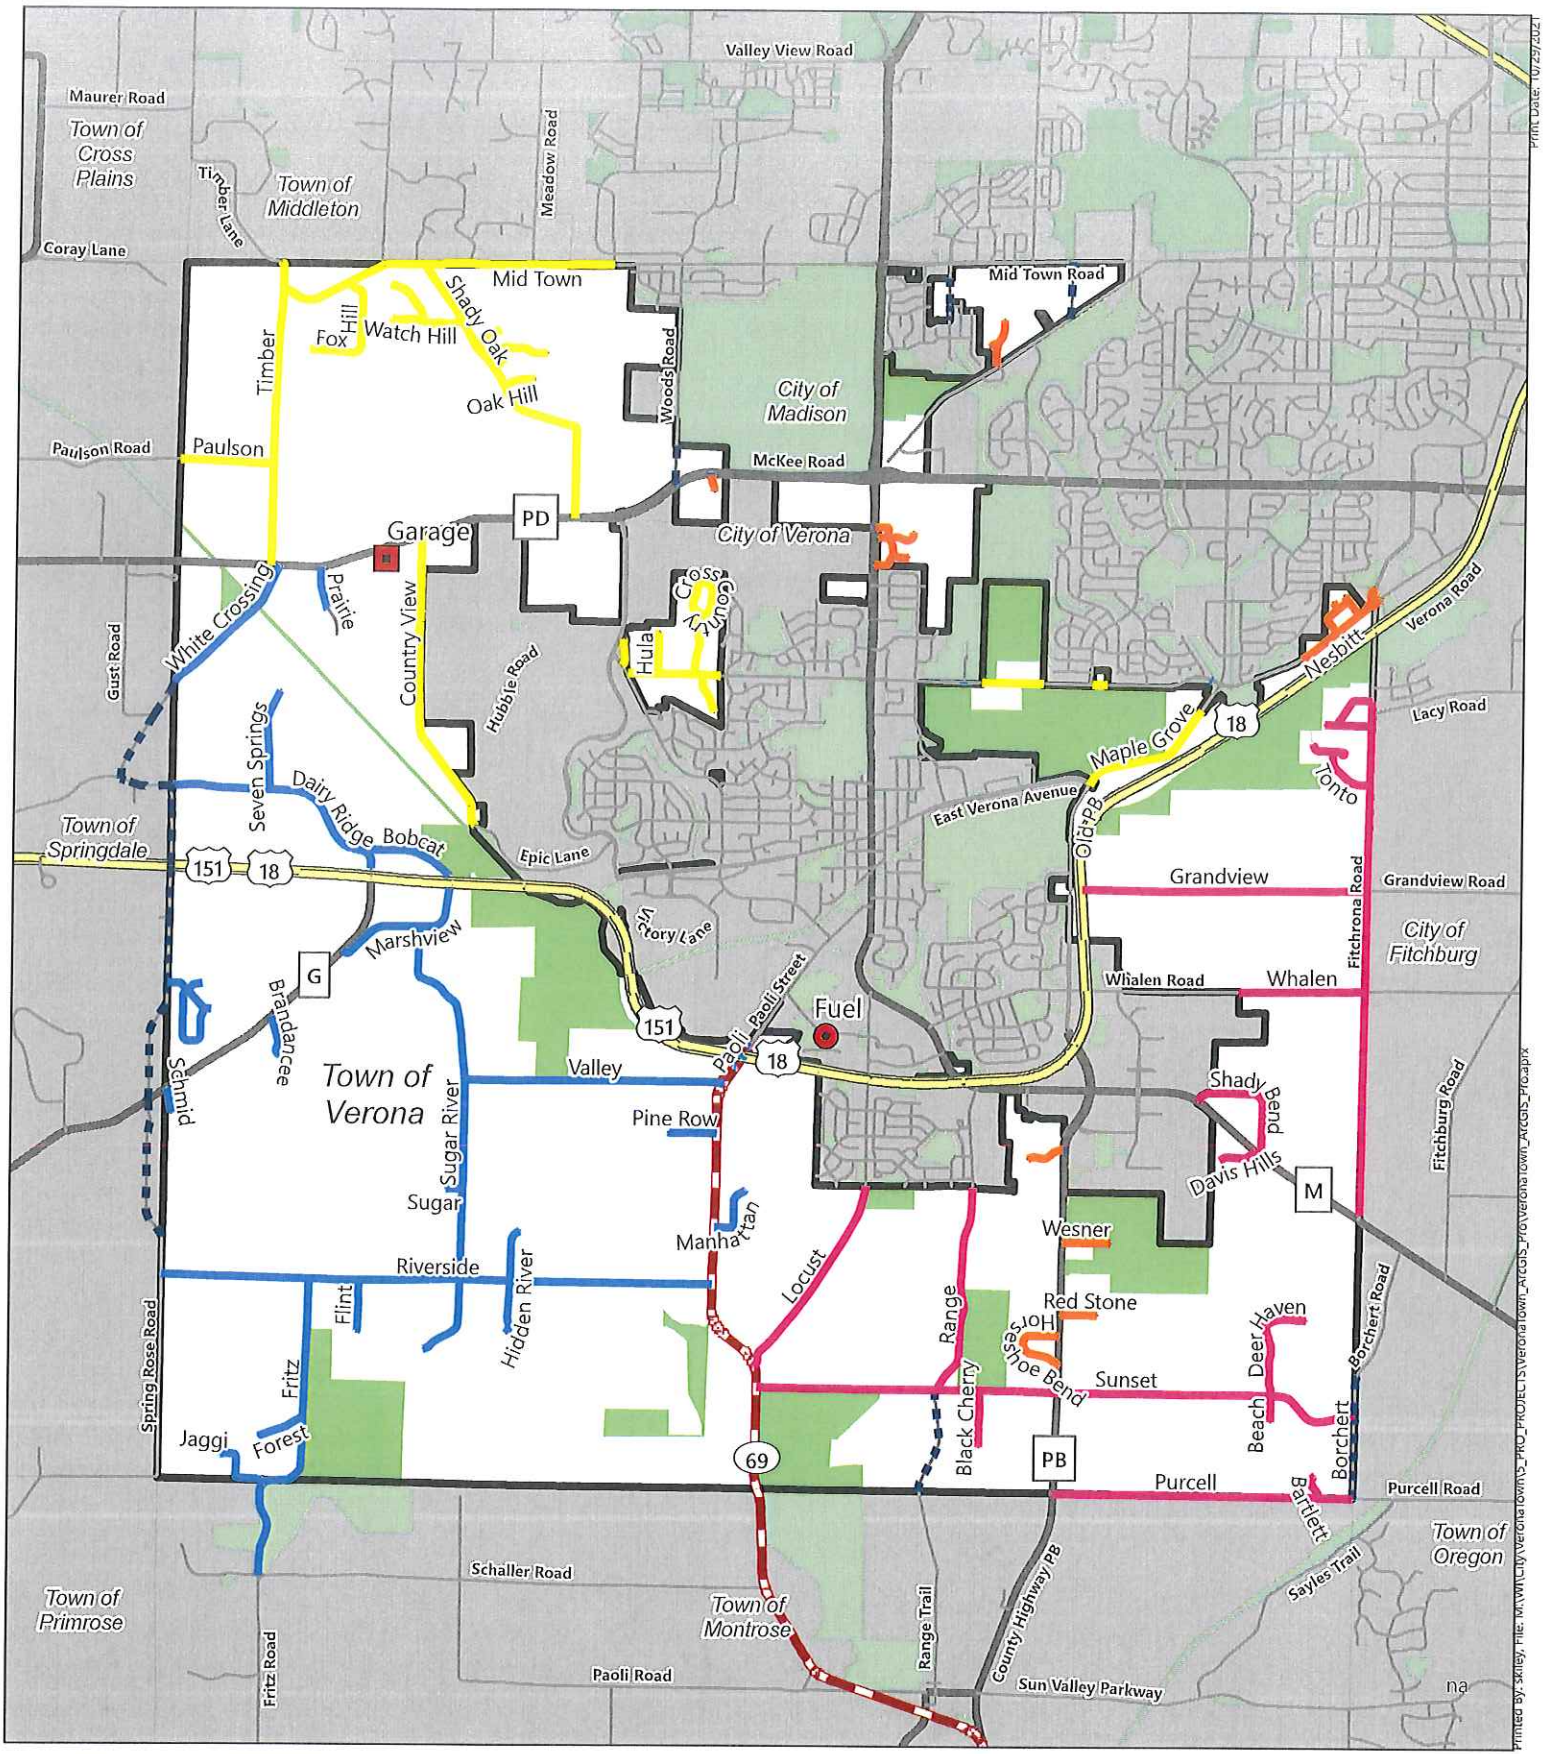 Print Date: 10/29/2021
Valley View Road
Maurer Road
Town of
Cross
Plains
Timber Lane
Town of
Middleton
Meadow Road
Coray Lane
Mid Town
Mid Town Road
Shady Oak
Hill
Fox
Watch Hill
Timber
Oak Hill
Woods Road
City of
Madison
Paulson Road
Paulson
McKee Road
PD
Garage
City of Verona
White Crossing
Prairie
Country View
Cross Country
Hula
Gust Road
Hubble Road
Verona Road
Nesbitt
Lacy Road
18
Maple Grove
Tonto
Seven Springs
Dairy Ridge
Bobcat
East Verona Avenue
Old PB
Town of
Springdale
151
18
Epic Lane
Grandview
Grandview Road
Fitchrona Road
Victory Lane
Marshview
City of
Fitchburg
G
Brandancee
Paoli Street
Whalen Road
Whalen
Fuel
151
Paoli
18
Schmid
Town of
Verona
Valley
Sugar River
Pine Row
Shady
Bend
Davis Hills
M
Fitchburg Road
Sugar
Manhattan
Wesner
Riverside
Locust
Flint
Hidden River
Range
Red Stone
Horseshoe Bend
Deer Haven
Borchert Road
Spring Rose Road
Fritz
Sunset
Black Cherry
Beach
Borchert
Jaggi
Forest
69
PB
Purcell
Bartlett
Purcell Road
Town of
Oregon
Schaller Road
Sayles Trail
Town of
Primrose
Town of
Montrose
Range Trail
County Highway PB
Fritz Road
Paoli Road
Sun Valley Parkway
na